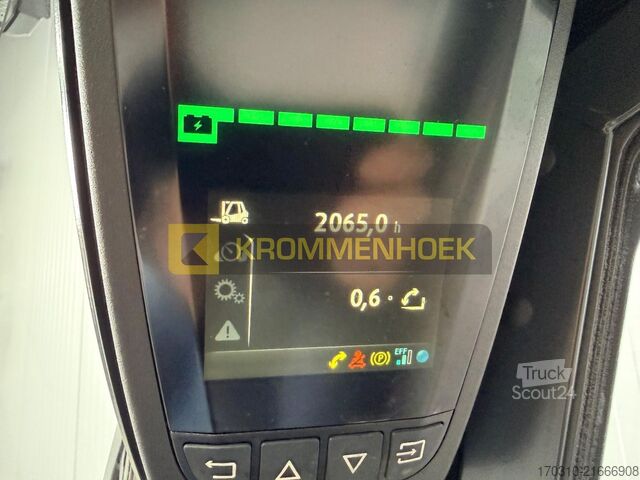 2065,0 h
KROMMENHOEK
0,6 °
(P)
EFF
Truck
Scout24
170310-21666908